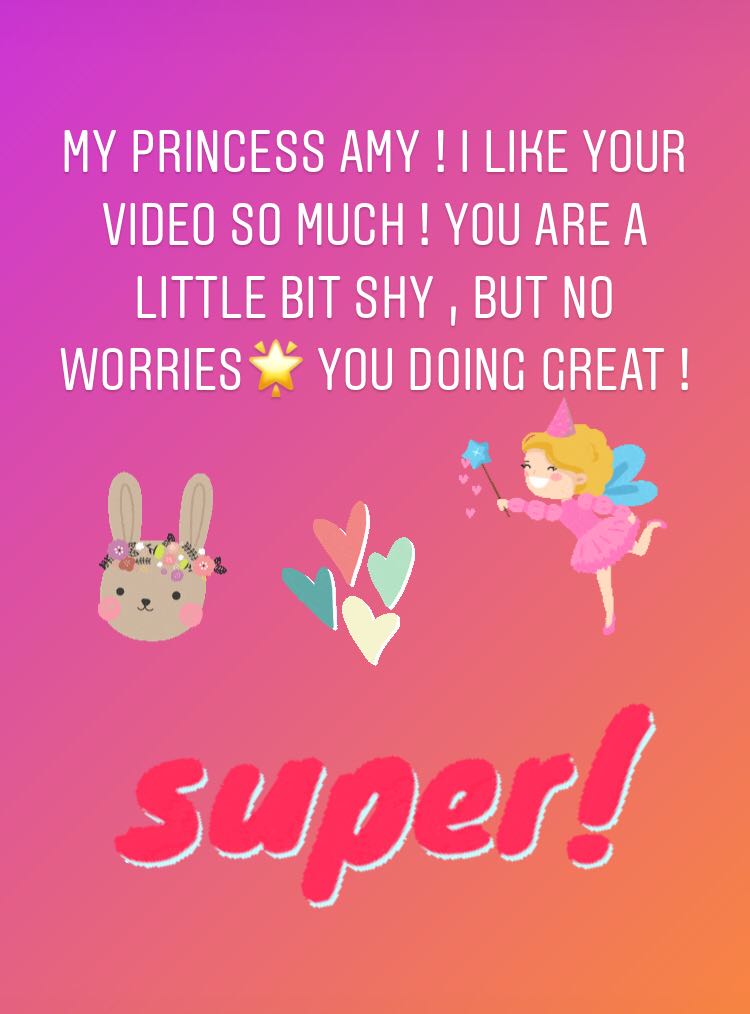 MY PRINCESS AMY ! I LIKE YOUR
VIDEO SO MUCH ! YOU ARE A
LITTLE BIT SHY , BUT NO
WORRIES🌟 YOU DOING GREAT !
super!